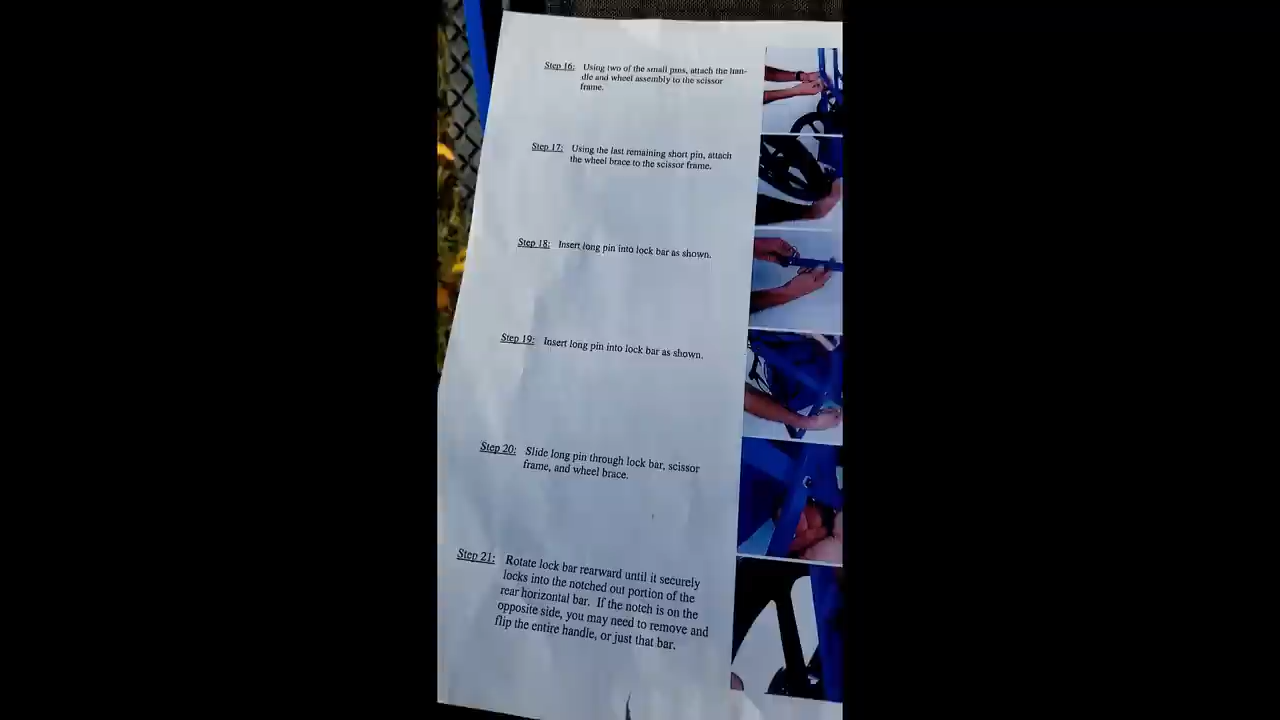 Step 16: Using two of the small pins, attach the han-
dle and wheel assembly to the scissor
frame.
Step 17: Using the last remaining short pin, attach
the wheel brace to the scissor frame.
Step 18: Insert long pin into lock bar as shown.
Step 19: Insert long pin into lock bar as shown.
Step 20: Slide long pin through lock bar, scissor
frame, and wheel brace.
Step 21: Rotate lock bar rearward until it securely
locks into the notched out portion of the
rear horizontal bar. If the notch is on the
opposite side, you may need to remove and
flip the entire handle, or just that bar.